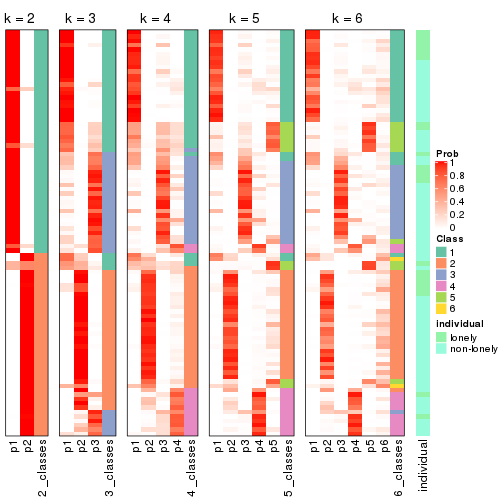 k = 2
k = 3
k = 4
k = 5
k = 6
p1
p2
2_classes
p1
p2
p3
3_classes
p1
p2
p3
p4
4_classes
p1
p2
p3
p4
p5
5_classes
p1
p2
p3
p4
p5
p6
6_classes
individual
Prob
1
0.8
0.6
0.4
0.2
0
Class
1
2
3
4
5
6
individual
lonely
non-lonely